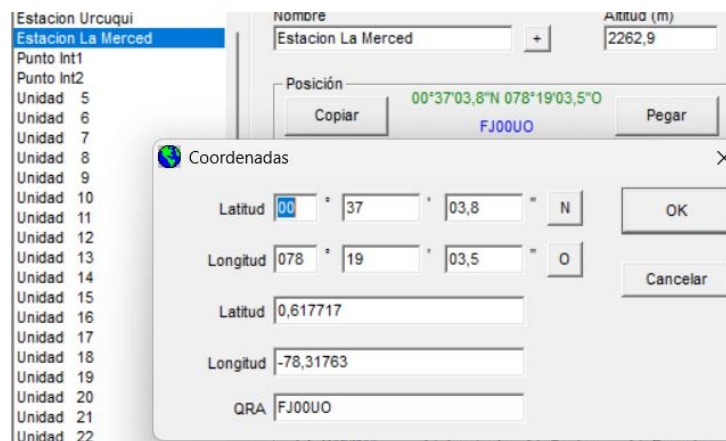 Estacion Urcuqui
Estacion La Merced
Punto Int1
Punto Int2
Unidad 5
Unidad 6
Unidad 7
Unidad 8
Unidad 9
Unidad 10
Unidad 11
Unidad 12
Unidad 13
Unidad 14
Unidad 15
Unidad 16
Unidad 17
Unidad 18
Unidad 19
Unidad 20
Unidad 21
Unidad 22
Nombre
Altitud (m)
Estacion La Merced + 2262,9
Posición
Copiar 00°37'03,8"N 078°19'03,5"O Pegar
FJ00UO
Coordenadas
Latitud 00 ° 37 ' 03,8 " N OK
Longitud 078 ° 19 ' 03,5 " O
Cancelar
Latitud 0,617717
Longitud -78,31763
QRA FJ00UO